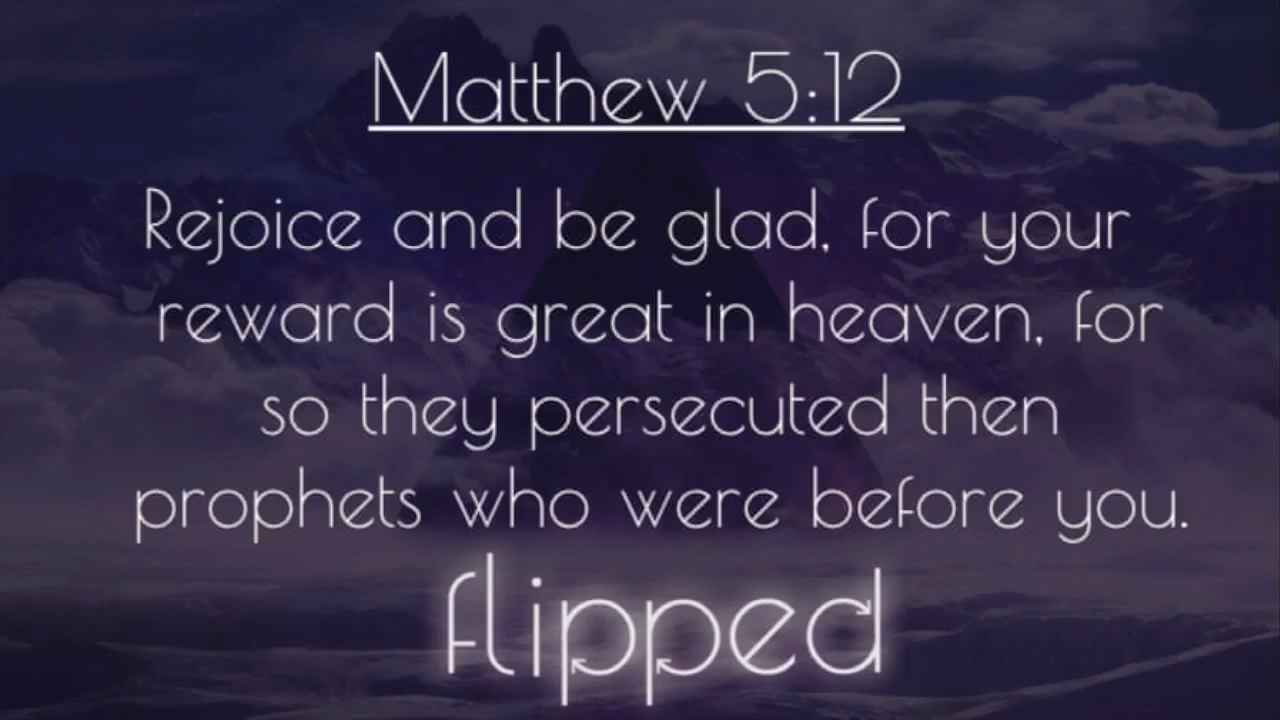 Matthew 5:12
Rejoice and be glad, for your
reward is great in heaven, for
so they persecuted then
prophets who were before you.
flipped